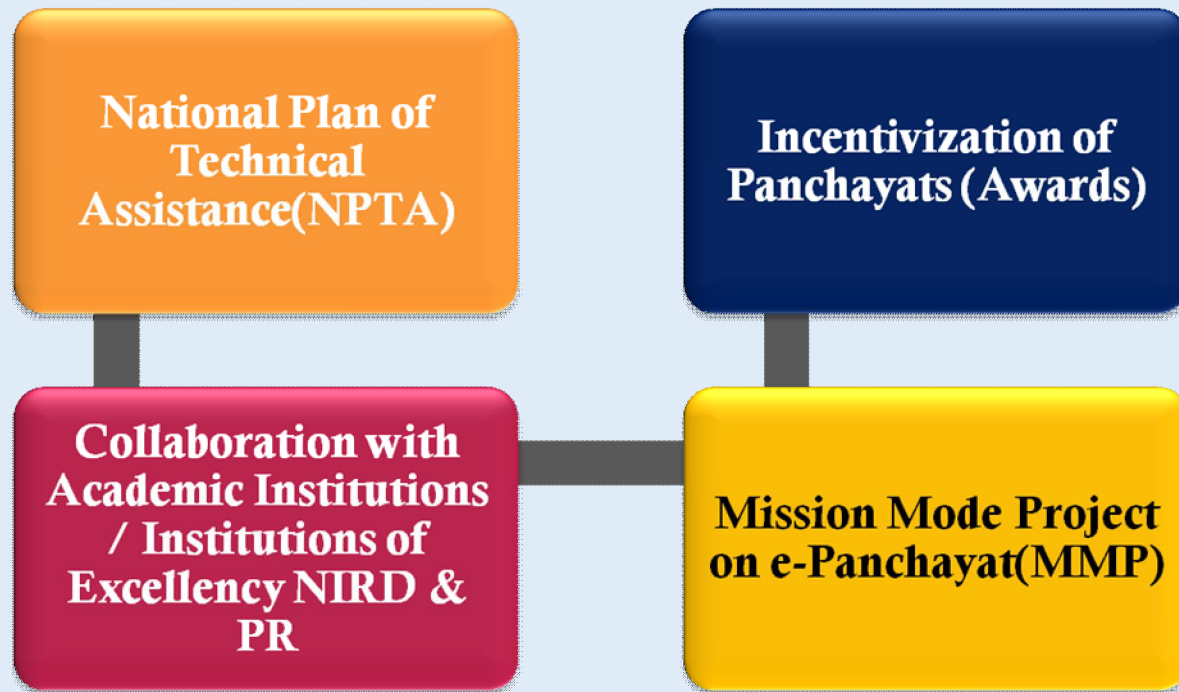 National Plan of
Technical
Assistance(NPTA)
Collaboration with
Academic Institutions
/ Institutions of
Excellency NIRD &
PR
Mission Mode Project
on e-Panchayat(MMP)
Incentivization of
Panchayats (Awards)